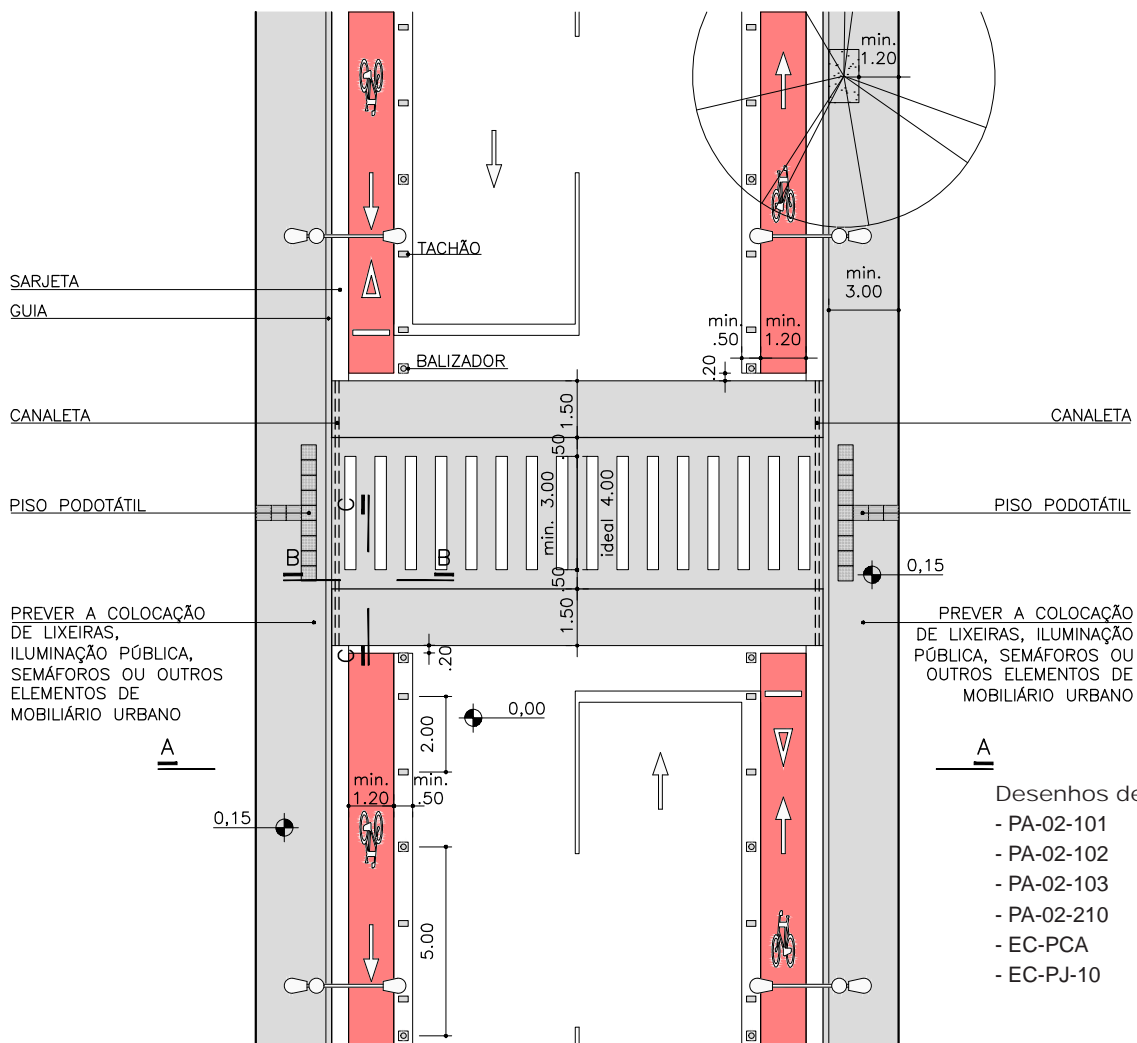 min.
1.20
TACHÃO
SARJETA
GUIA
min.
3.00
min.
.50
min.
1.20
.20
BALIZADOR
CANALETA
CANALETA
1.50
.50
min. 3.00
ideal 4.00
.50
1.50
PISO PODOTÁTIL
PISO PODOTÁTIL
C
B
B
0,15
PREVER A COLOCAÇÃO
DE LIXEIRAS,
ILUMINAÇÃO PÚBLICA,
SEMÁFOROS OU OUTROS
ELEMENTOS DE
MOBILIÁRIO URBANO
PREVER A COLOCAÇÃO
DE LIXEIRAS, ILUMINAÇÃO
PÚBLICA, SEMÁFOROS OU
OUTROS ELEMENTOS DE
MOBILIÁRIO URBANO
C
.20
0,00
2.00
A
A
min.
1.20
min.
.50
0,15
5.00
Desenhos de
- PA-02-101
- PA-02-102
- PA-02-103
- PA-02-210
- EC-PCA
- EC-PJ-10